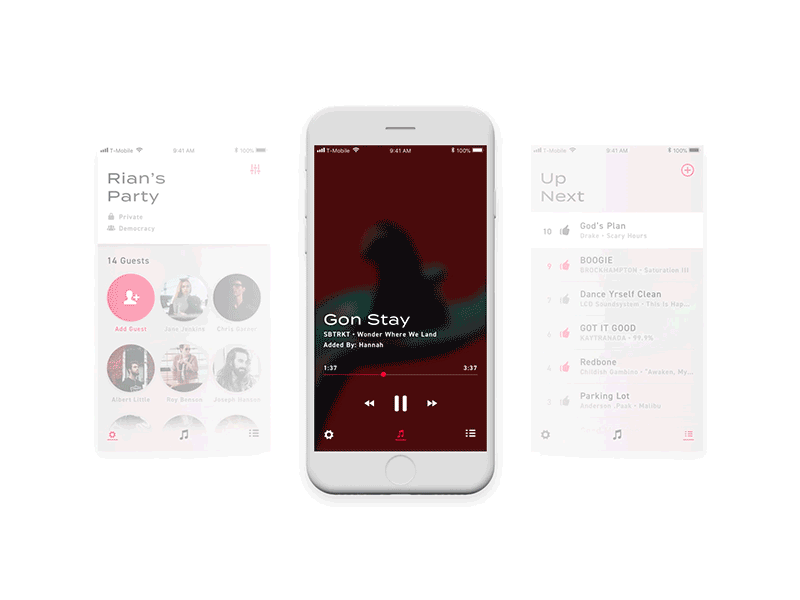 T-Mobile 9:41 AM 100%
Rian's
Party
Private
Democracy
14 Guests
Add Guest Jane Jenkins Chris Geizer
Albert Little Roy Benson Joseph Hanson
T-Mobile 9:41 AM 100%
Gon Stay
SBTRKT • Wonder Where We Land
Added By: Hannah
1:37 3:37
T-Mobile 9:41 AM 100%
Up
Next
10 God's Plan
Drake • Scary Hours
9 BOOGIE
BROCKHAMPTON • Saturation III
7 Dance Yrself Clean
LCD Soundsystem • This Is Hap...
6 GOT IT GOOD
KAYTRANADA • 99.9%
4 Redbone
Childish Gambino • "Awaken, My...
3 Parking Lot
Anderson .Paak • Malibu